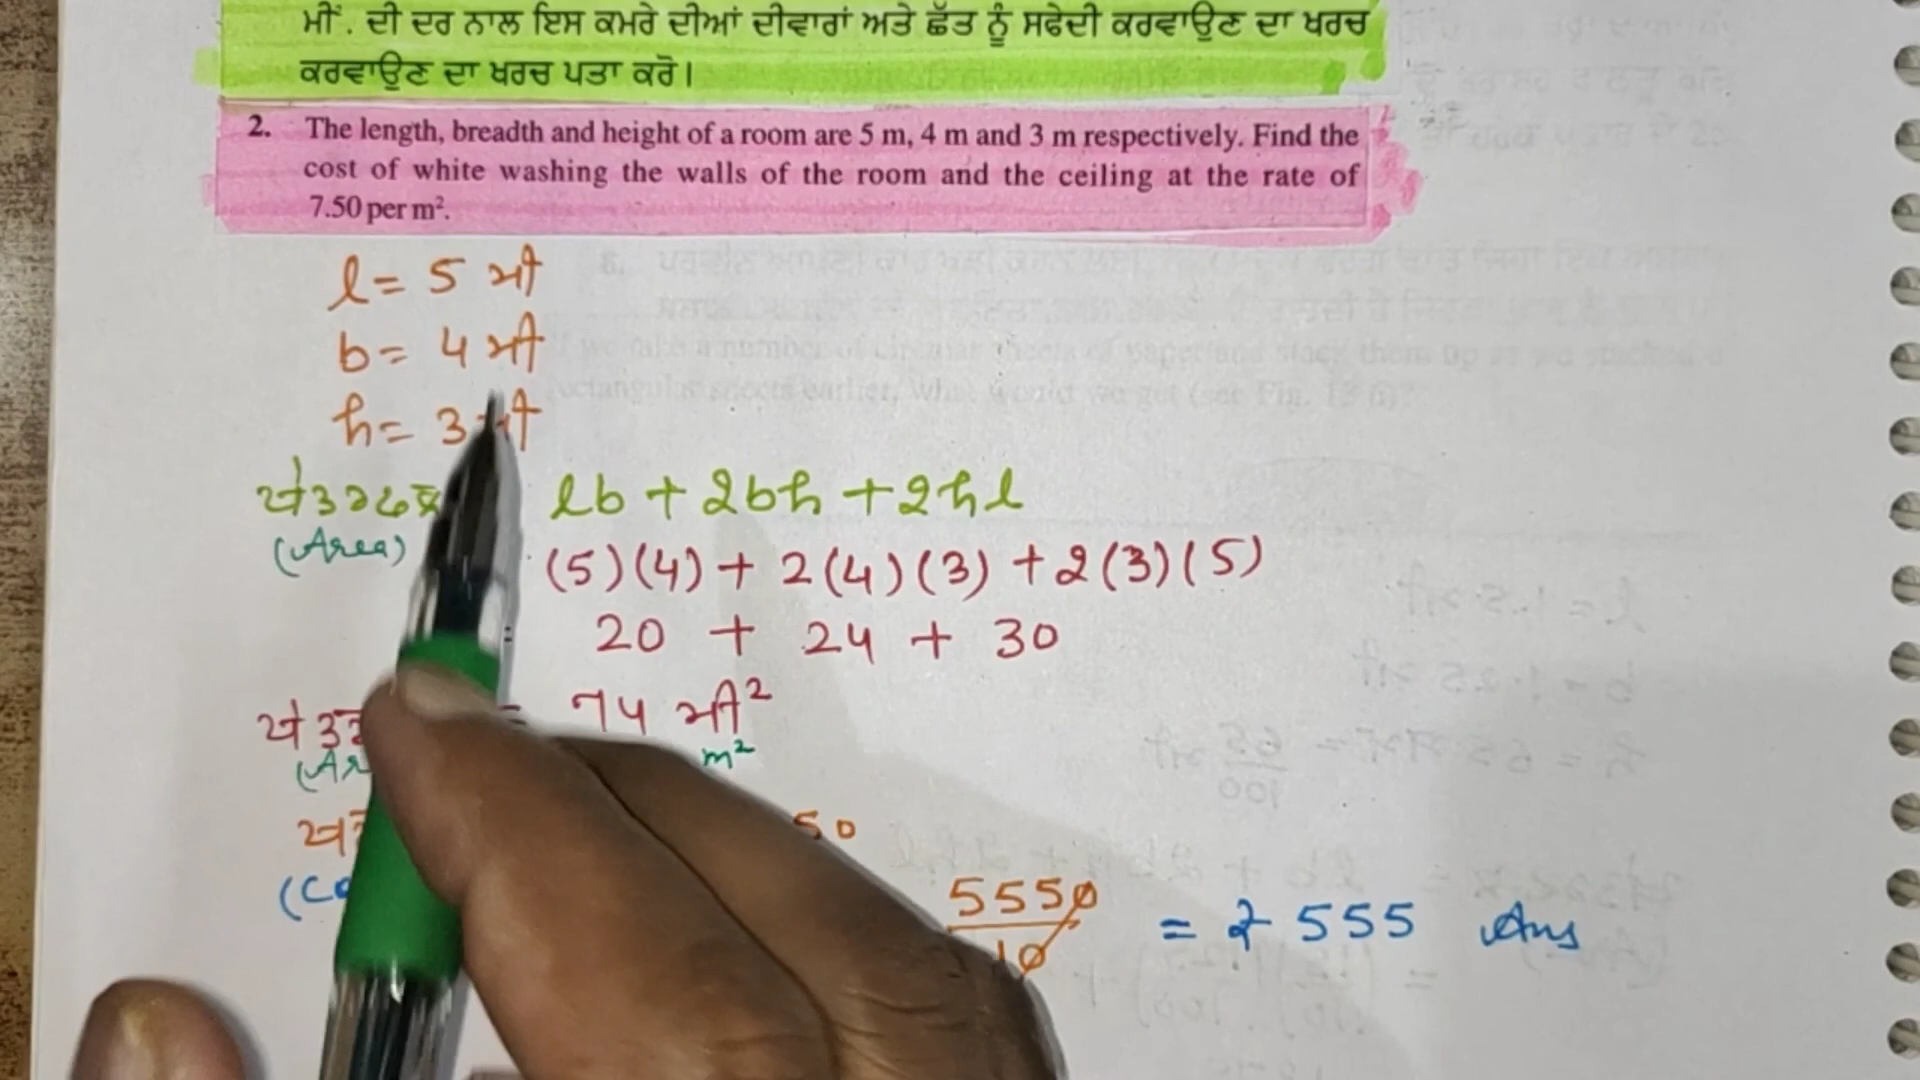 ਮੀਂ. ਦੀ ਦਰ ਨਾਲ ਇਸ ਕਮਰੇ ਦੀਆਂ ਦੀਵਾਰਾਂ ਅਤੇ ਛੱਤ ਨੂੰ ਸਫੇਦੀ ਕਰਵਾਉਣ ਦਾ ਖਰਚ
ਕਰਵਾਉਣ ਦਾ ਖਰਚ ਪਤਾ ਕਰੋ।
2. The length, breadth and height of a room are 5 m, 4 m and 3 m respectively. Find the
cost of white washing the walls of the room and the ceiling at the rate of
7.50 per m².
l = 5 ਮੀ
b = 4 ਮੀ
h = 3 ਮੀ
lb + 2bh + 2hl
(Area)
(5)(4) + 2(4)(3) + 2(3)(5)
= 20 + 24 + 30
= 74 ਮੀ²
m²
50
5550
10
= ₹ 555 Ans